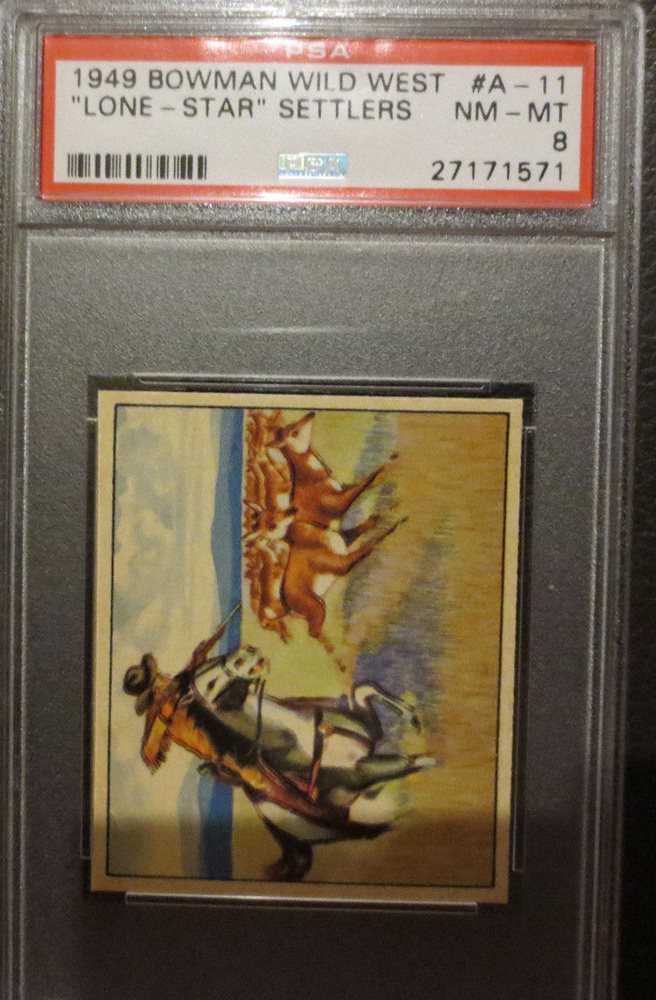 PSA
1949 BOWMAN WILD WEST #A-11
"LONE-STAR" SETTLERS NM-MT
8
27171571